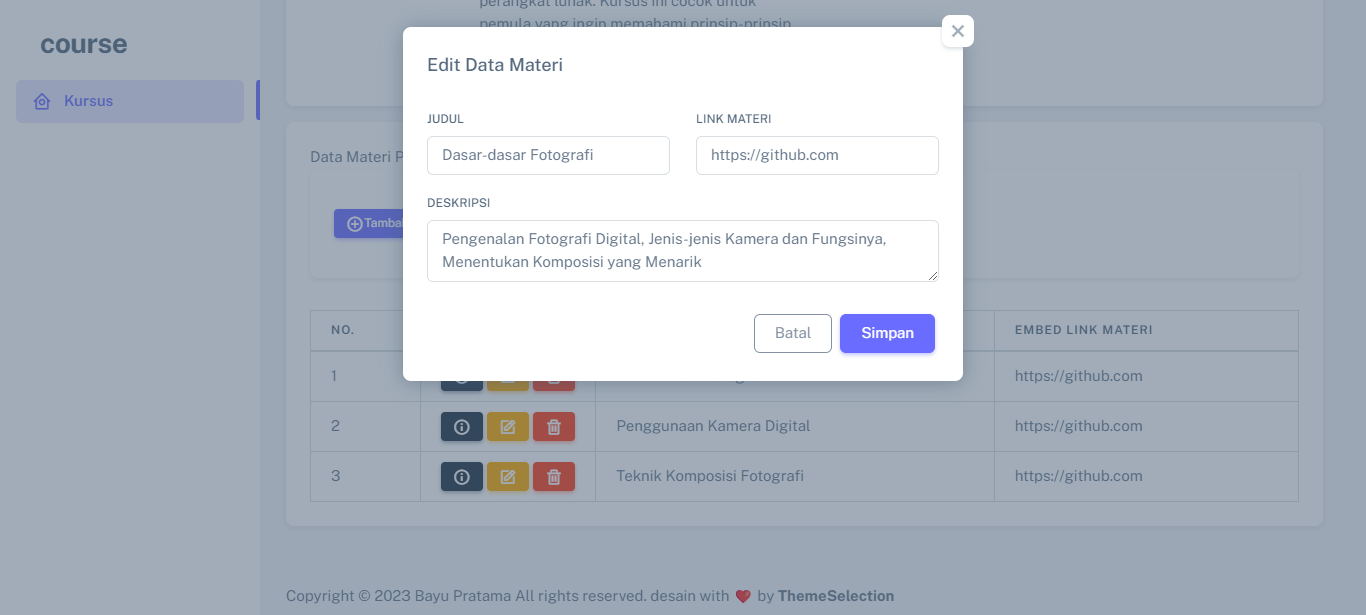 perangkat lunak. Kursus ini cocok untuk
pemula yang ingin memahami prinsip-prinsip
course
Kursus
Edit Data Materi
JUDUL
LINK MATERI
Dasar-dasar Fotografi
https://github.com
DESKRIPSI
Pengenalan Fotografi Digital, Jenis-jenis Kamera dan Fungsinya,
Menentukan Komposisi yang Menarik
Batal
Simpan
Data Materi P
Tambah
NO.
EMBED LINK MATERI
1
https://github.com
2
Penggunaan Kamera Digital
https://github.com
3
Teknik Komposisi Fotografi
https://github.com
Copyright © 2023 Bayu Pratama All rights reserved. desain with ❤️ by ThemeSelection